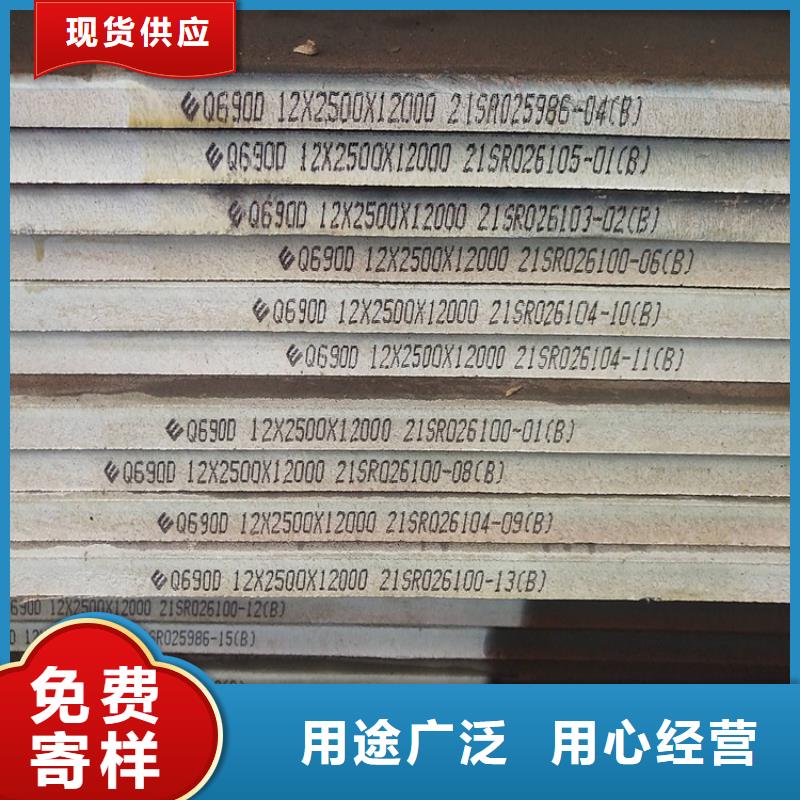 现货供应
Q690D 12X2500X12000 21SR025986-04(B)
Q690D 12X2500X12000 21SR026105-01(B)
Q690D 12X2500X12000 21SR026103-02(B)
Q690D 12X2500X12000 21SR026100-06(B)
Q690D 12X2500X12000 21SR026104-10(B)
Q690D 12X2500X12000 21SR026104-11(B)
Q690D 12X2500X12000 21SR026100-01(B)
Q690D 12X2500X12000 21SR026100-08(B)
Q690D 12X2500X12000 21SR026104-09(B)
Q690D 12X2500X12000 21SR026100-13(B)
690D 12X2500X12000 21SR026100-12(B)
SR025986-15(B)
免费
寄样
用途广泛 用心经营